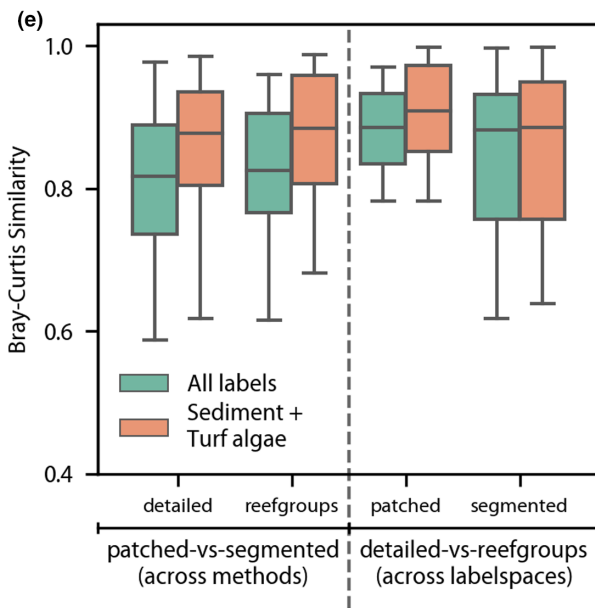 (e)
1.0
0.8
0.6
0.4
Bray-Curtis Similarity
All labels
Sediment +
Turf algae
detailed reefgroups patched segmented
patched-vs-segmented detailed-vs-reefgroups
(across methods) (across labelspaces)